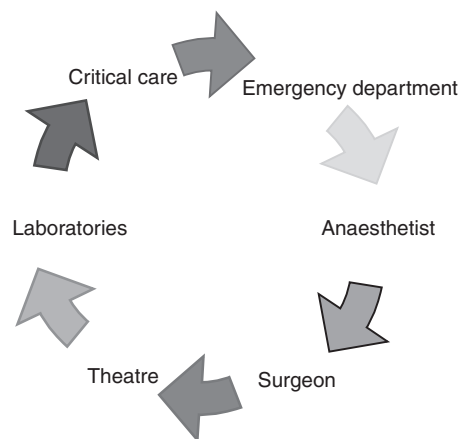 Critical care
Emergency department
Laboratories
Anaesthetist
Theatre
Surgeon